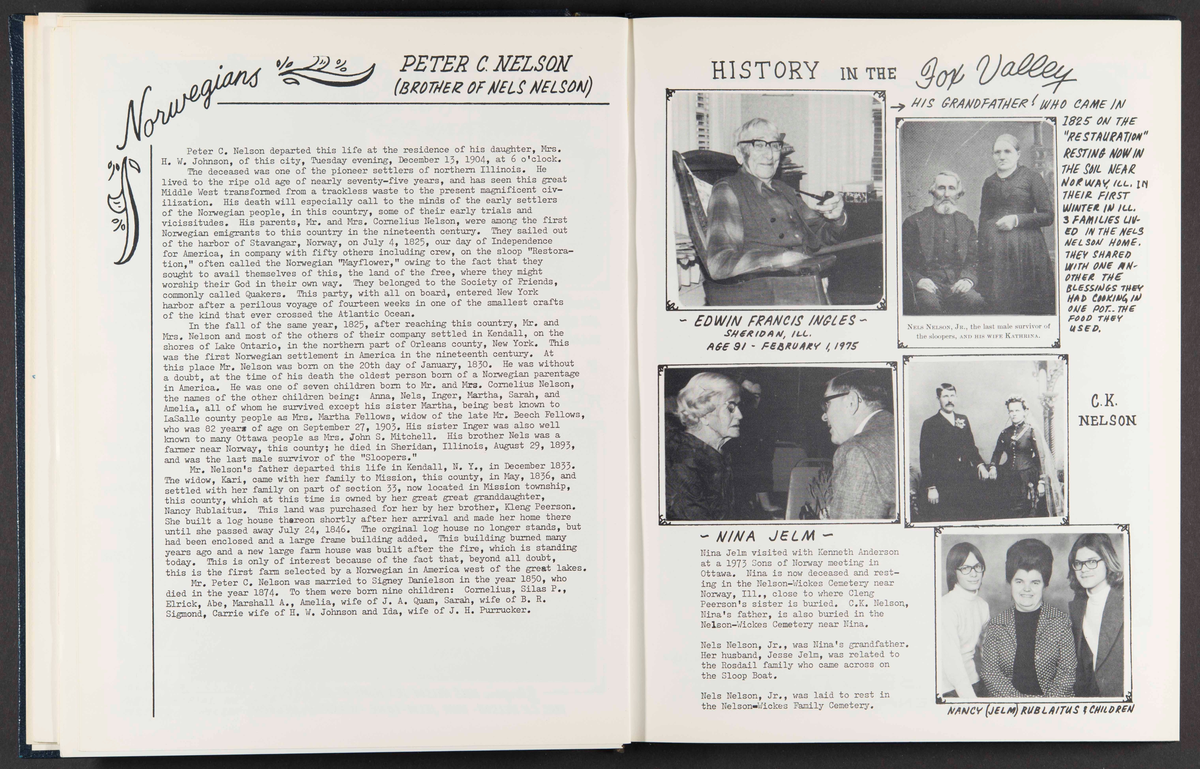 Norwegians
PETER C. NELSON
(BROTHER OF NELS NELSON)
Peter C. Nelson departed this life at the residence of his daughter, Mrs.
H. W. Johnson, of this city, Tuesday evening, December 13, 1904, at 6 o'clock.
The deceased was one of the pioneer settlers of northern Illinois. He
lived to the ripe old age of nearly seventy-five years, and has seen this great
Middle West transformed from a trackless waste to the present magnificent civ-
ilization. His death will especially call to the minds of the early settlers
of the Norwegian people, in this country, some of their early trials and
vicissitudes. His parents, Mr. and Mrs. Cornelius Nelson, were among the first
Norwegian emigrants to this country in the nineteenth century. They sailed out
of the harbor of Stavangar, Norway, on July 4, 1825, our day of Independence
for America, in company with fifty others including crew, on the sloop "Restora-
tion," often called the Norwegian "Mayflower," owing to the fact that they
sought to avail themselves of this, the land of the free, where they might
worship their God in their own way. They belonged to the Society of Friends,
commonly called Quakers. This party, with all on board, entered New York
harbor after a perilous voyage of fourteen weeks in one of the smallest crafts
of the kind that ever crossed the Atlantic Ocean.
In the fall of the same year, 1825, after reaching this country, Mr. and
Mrs. Nelson and most of the others of their company settled in Kendall, on the
shores of Lake Ontario, in the northern part of Orleans county, New York. This
was the first Norwegian settlement in America in the nineteenth century. At
this place Mr. Nelson was born on the 20th day of January, 1830. He was without
a doubt, at the time of his death the oldest person born of a Norwegian parentage
in America. He was one of seven children born to Mr. and Mrs. Cornelius Nelson,
the names of the other children being: Anna, Nels, Inger, Martha, Sarah, and
Amelia, all of whom he survived except his sister Martha, being best known to
LaSalle county people as Mrs. Martha Fellows, widow of the late Mr. Beech Fellows,
who was 82 years of age on September 27, 1903. His sister Inger was also well
known to many Ottawa people as Mrs. John S. Mitchell. His brother Nels was a
farmer near Norway, this county; he died in Sheridan, Illinois, August 29, 1893,
and was the last male survivor of the "Sloopers."
Mr. Nelson's father departed this life in Kendall, N. Y., in December 1833.
The widow, Kari, came with her family to Mission, this county, in May, 1836, and
settled with her family on part of section 33, now located in Mission township,
this county, which at this time is owned by her great great granddaughter,
Nancy Rublaitus. This land was purchased for her by her brother, Kleng Peerson.
She built a log house thereon shortly after her arrival and made her home there
until she passed away July 24, 1846. The orginal log house no longer stands, but
had been enclosed and a large frame building added. This building burned many
years ago and a new large farm house was built after the fire, which is standing
today. This is only of interest because of the fact that, beyond all doubt,
this is the first farm selected by a Norwegian in America west of the great lakes.
Mr. Peter C. Nelson was married to Signey Danielson in the year 1850, who
died in the year 1874. To them were born nine children: Cornelius, Silas P.,
Elrick, Abe, Marshall A., Amelia, wife of J. A. Quam, Sarah, wife of B. R.
Sigmond, Carrie wife of H. W. Johnson and Ida, wife of J. H. Purrucker.
HISTORY IN THE Fox Valley
→ HIS GRANDFATHER! WHO CAME IN
1825 ON THE
"RESTAURATION"
RESTING NOW IN
THE SOIL NEAR
NORWAY, ILL. IN
THEIR FIRST
WINTER IN ILL.
3 FAMILIES LIV-
ED IN THE NELS
NELSON HOME.
THEY SHARED
WITH ONE AN-
OTHER THE
BLESSINGS THEY
HAD COOKING, IN
ONE POT.. THE
FOOD THEY
USED.
NELS NELSON, JR., the last male survivor of
the sloopers, AND HIS WIFE KATHRINA.
~ EDWIN FRANCIS INGLES ~
SHERIDAN, ILL.
AGE 91 - FEBRUARY 1, 1975
C.K.
NELSON
~ NINA JELM ~
Nina Jelm visited with Kenneth Anderson
at a 1973 Sons of Norway meeting in
Ottawa. Nina is now deceased and rest-
ing in the Nelson-Wickes Cemetery near
Norway, Ill., close to where Cleng
Peerson's sister is buried. C.K. Nelson,
Nina's father, is also buried in the
Nelson-Wickes Cemetery near Nina.
Nels Nelson, Jr., was Nina's grandfather.
Her husband, Jesse Jelm, was related to
the Rosdail family who came across on
the Sloop Boat.
Nels Nelson, Jr., was laid to rest in
the Nelson-Wickes Family Cemetery.
NANCY (JELM) RUBLAITUS & CHILDREN